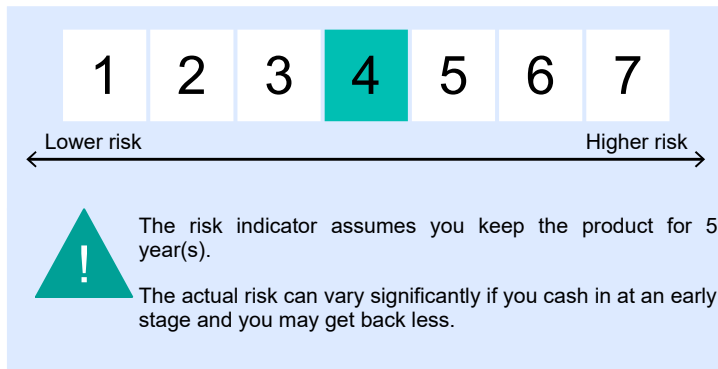 1 2 3 4 5 6 7
Lower risk Higher risk
! The risk indicator assumes you keep the product for 5
year(s).
The actual risk can vary significantly if you cash in at an early
stage and you may get back less.